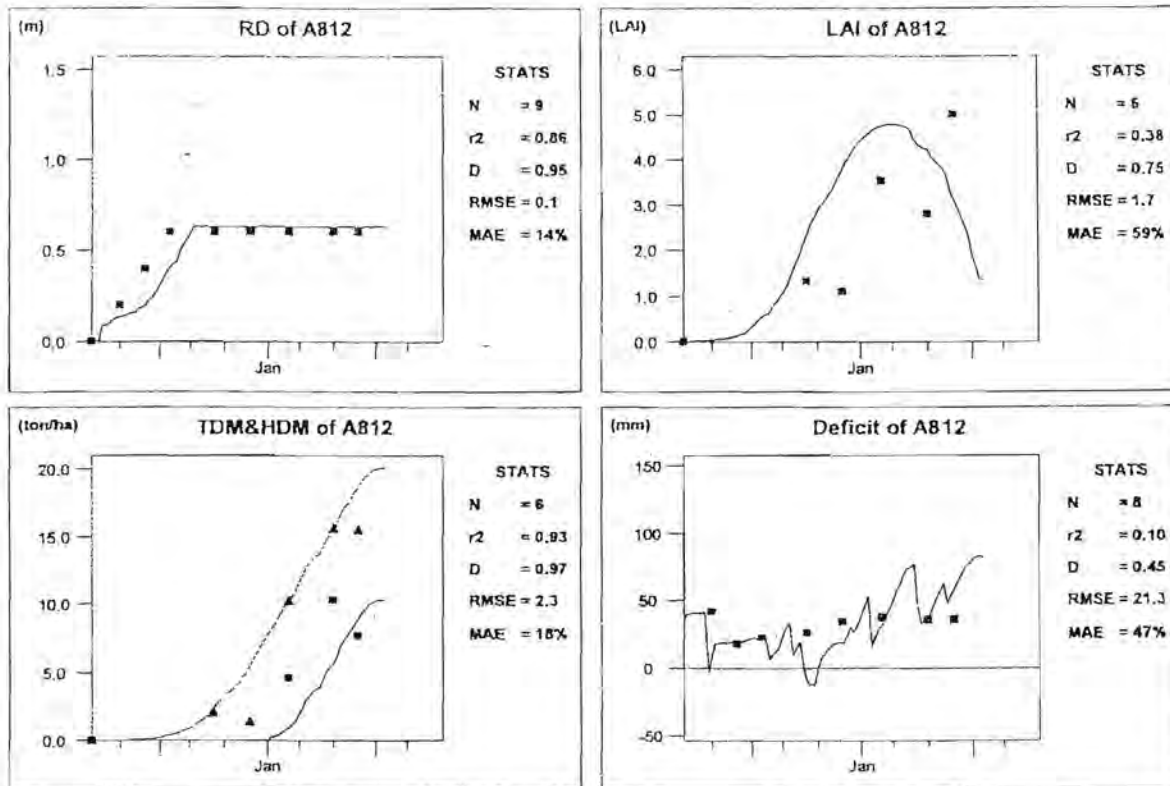 (m)
RD of A812
1.5
1.0
0.5
0.0
Jan
STATS
N = 9
r2 = 0.86
D = 0.95
RMSE = 0.1
MAE = 14%
(LAI)
LAI of A812
6.0
5.0
4.0
3.0
2.0
1.0
0.0
Jan
STATS
N = 6
r2 = 0.38
D = 0.75
RMSE = 1.7
MAE = 59%
(ton/ha)
TDM&HDM of A812
20.0
15.0
10.0
5.0
0.0
Jan
STATS
N = 6
r2 = 0.93
D = 0.97
RMSE = 2.3
MAE = 18%
(mm)
Deficit of A812
150
100
50
0
-50
Jan
STATS
N = 8
r2 = 0.10
D = 0.45
RMSE = 21.3
MAE = 47%